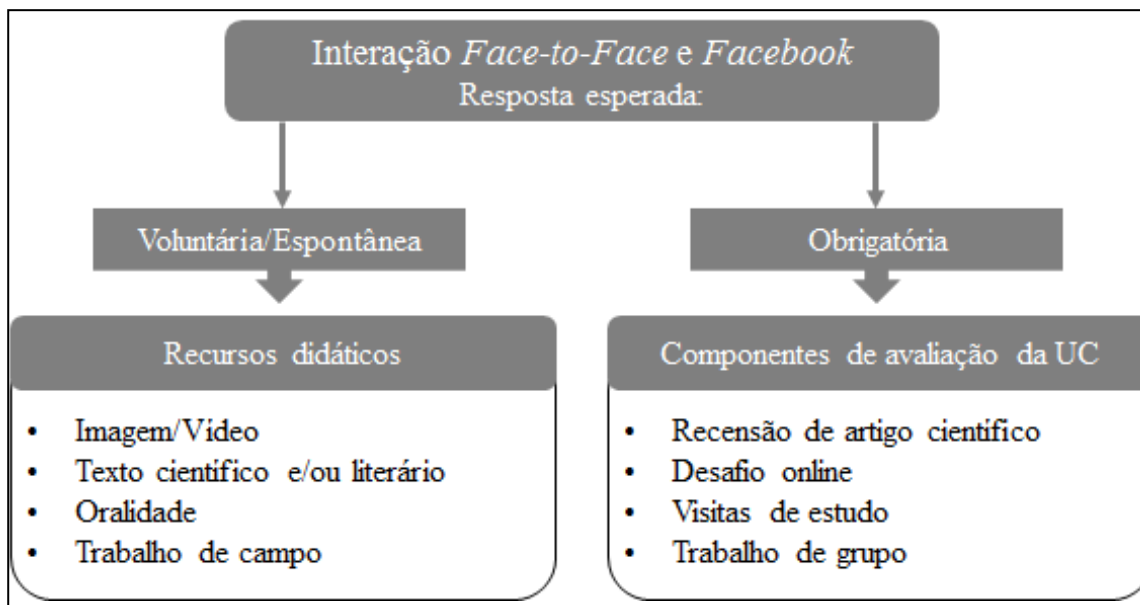 Interação Face-to-Face e Facebook
Resposta esperada:
Voluntária/Espontânea
Obrigatória
Recursos didáticos
• Imagem/Vídeo
• Texto científico e/ou literário
• Oralidade
• Trabalho de campo
Componentes de avaliação da UC
• Recensão de artigo científico
• Desafio online
• Visitas de estudo
• Trabalho de grupo